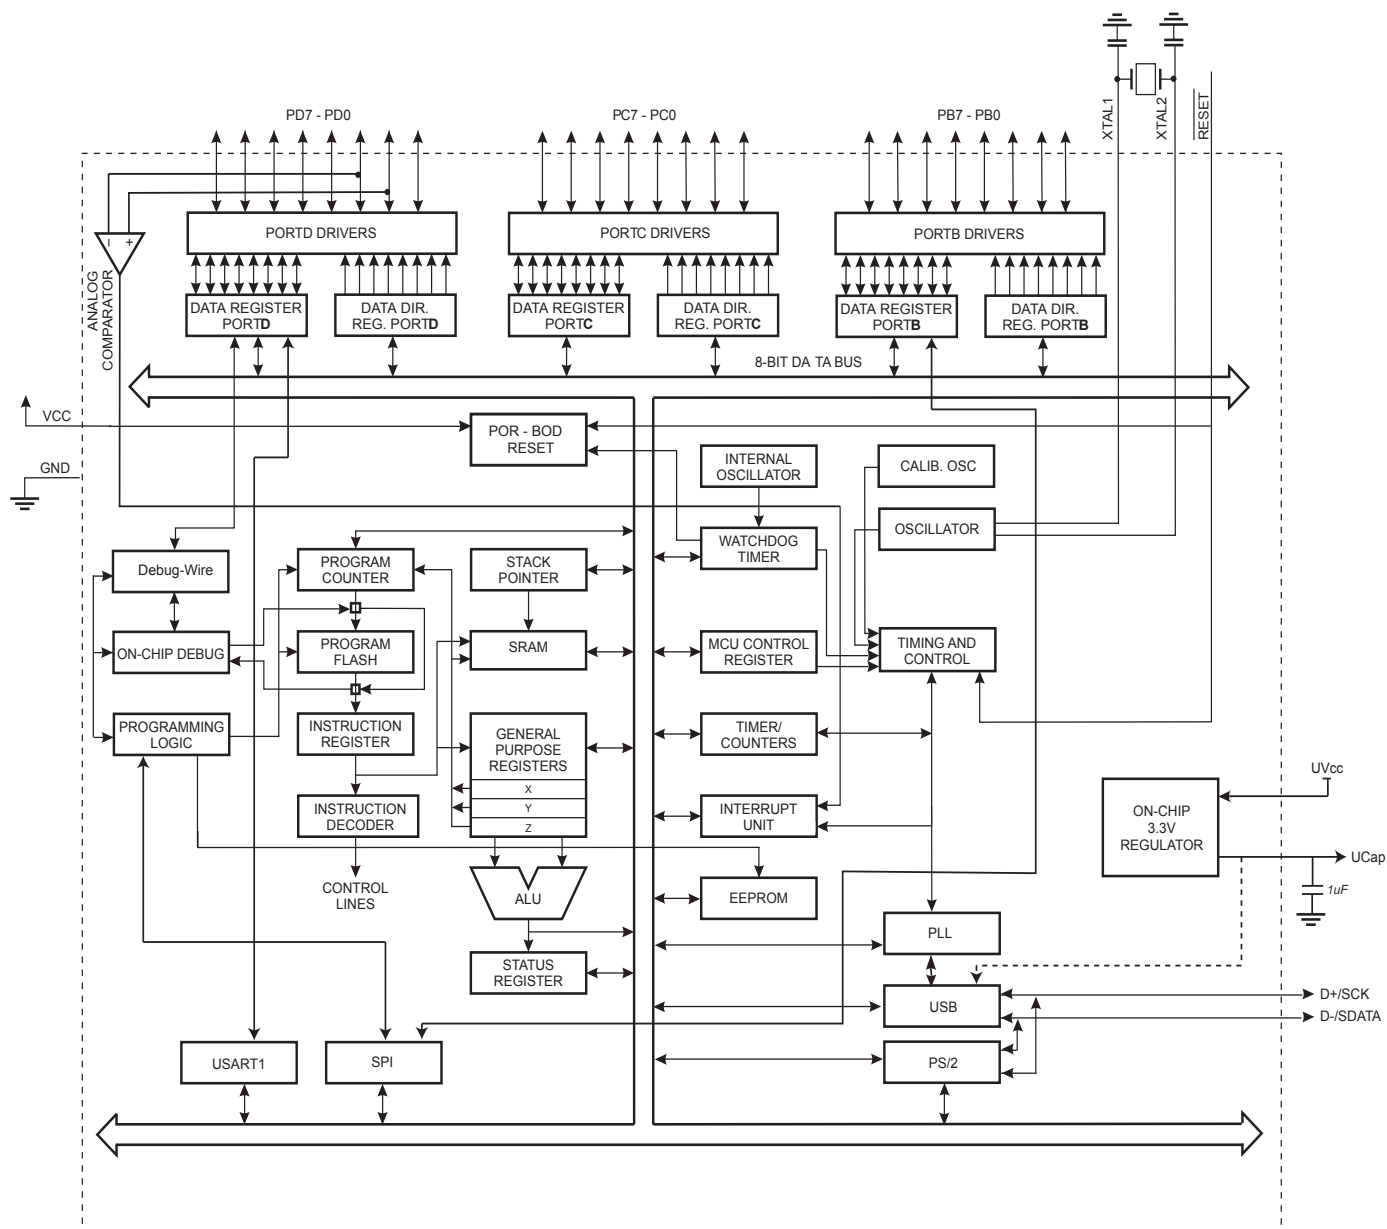 XTAL1
XTAL2
RESET
PD7 - PD0
PC7 - PC0
PB7 - PB0
PORTD DRIVERS
PORTC DRIVERS
PORTB DRIVERS
–
+
ANALOG
COMPARATOR
DATA REGISTER
PORTD
DATA DIR.
REG. PORTD
DATA REGISTER
PORTC
DATA DIR.
REG. PORTC
DATA REGISTER
PORTB
DATA DIR.
REG. PORTB
8-BIT DA TA BUS
VCC
GND
POR - BOD
RESET
INTERNAL
OSCILLATOR
CALIB. OSC
OSCILLATOR
WATCHDOG
TIMER
Debug-Wire
PROGRAM
COUNTER
STACK
POINTER
ON-CHIP DEBUG
PROGRAM
FLASH
SRAM
MCU CONTROL
REGISTER
TIMING AND
CONTROL
PROGRAMMING
LOGIC
INSTRUCTION
REGISTER
GENERAL
PURPOSE
REGISTERS
X
Y
Z
TIMER/
COUNTERS
INSTRUCTION
DECODER
INTERRUPT
UNIT
ON-CHIP
3.3V
REGULATOR
UVcc
UCap
1uF
CONTROL
LINES
ALU
EEPROM
STATUS
REGISTER
PLL
USB
PS/2
D+/SCK
D-/SDATA
USART1
SPI